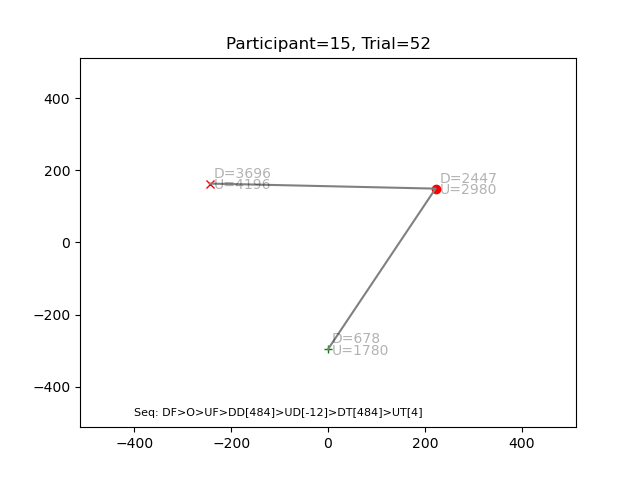 Participant=15, Trial=52
400
200
0
−200
−400
D=3696
U=4196
D=2447
U=2980
D=678
U=1780
Seq: DF>O>UF>DD[484]>UD[-12]>DT[484]>UT[4]
−400 −200 0 200 400